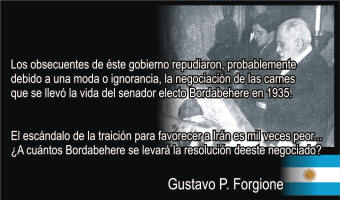 Los obsecuentes de éste gobierno repudiaron, probablemente
debido a una moda o ignorancia, la negociación de las carnes
que se llevó la vida del senador electo Bordabehere en 1935.
El escándalo de la traición para favorecer a Irán es mil veces peor...
¿A cuántos Bordabehere se levará la resolución deeste negociado?
Gustavo P. Forgione